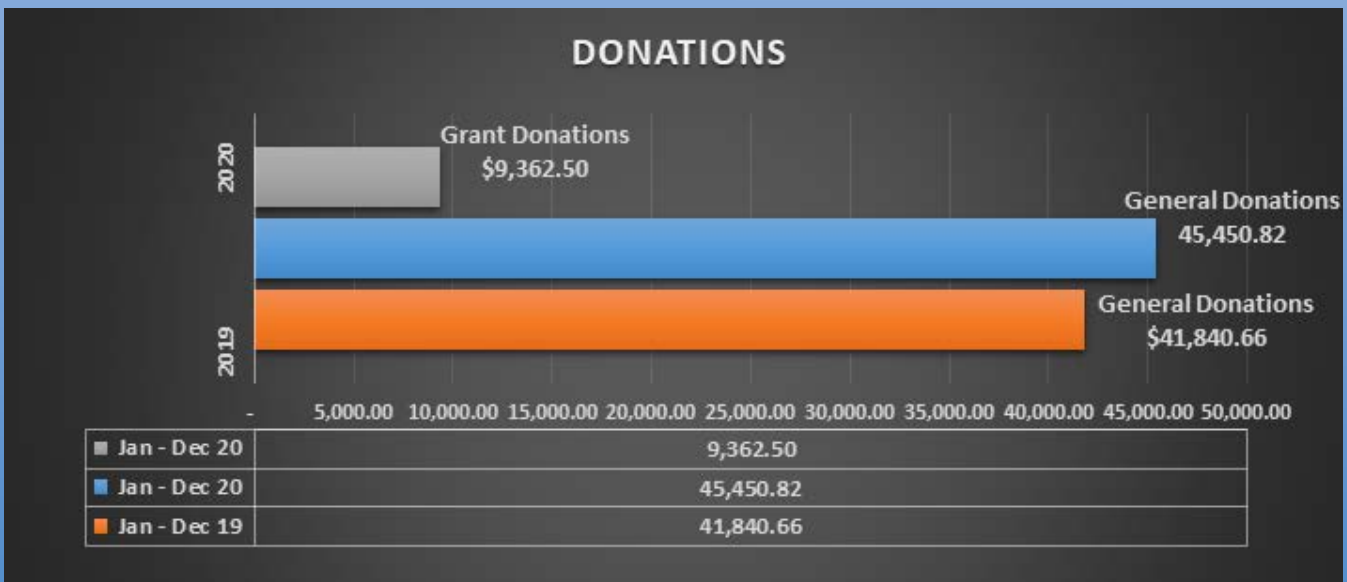 DONATIONS
2020
Grant Donations
$9,362.50
General Donations
45,450.82
2019
General Donations
$41,840.66
- 5,000.00 10,000.00 15,000.00 20,000.00 25,000.00 30,000.00 35,000.00 40,000.00 45,000.00 50,000.00
Jan - Dec 20 9,362.50
Jan - Dec 20 45,450.82
Jan - Dec 19 41,840.66